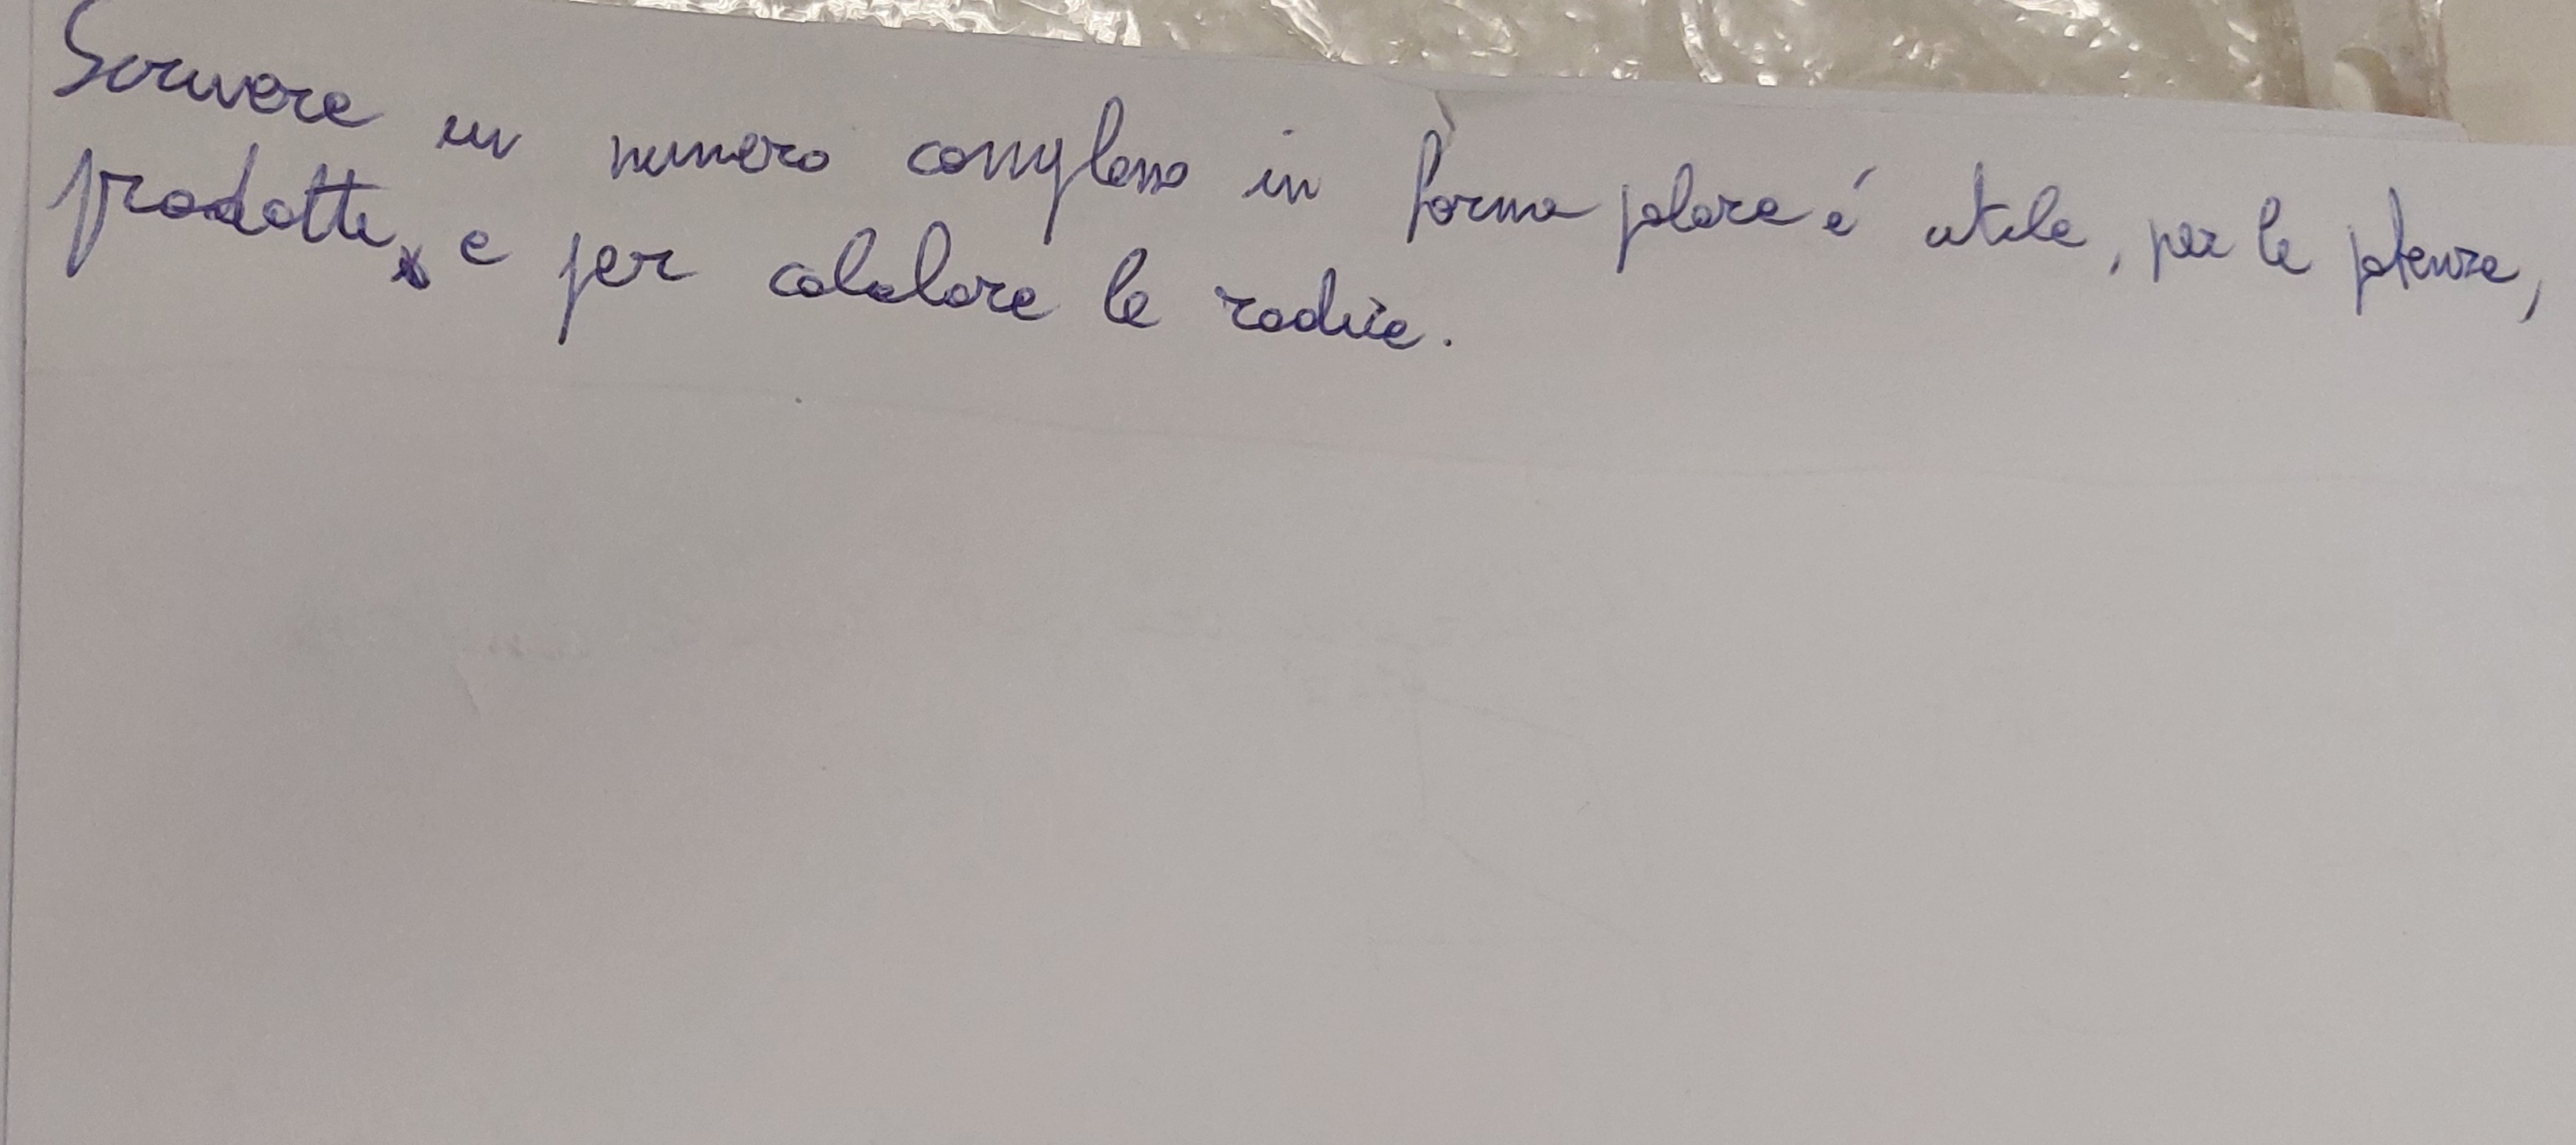 Scrivere un numero complesso in forma polare é utile, per le potenze,
prodotti, e per calcolare le radici.